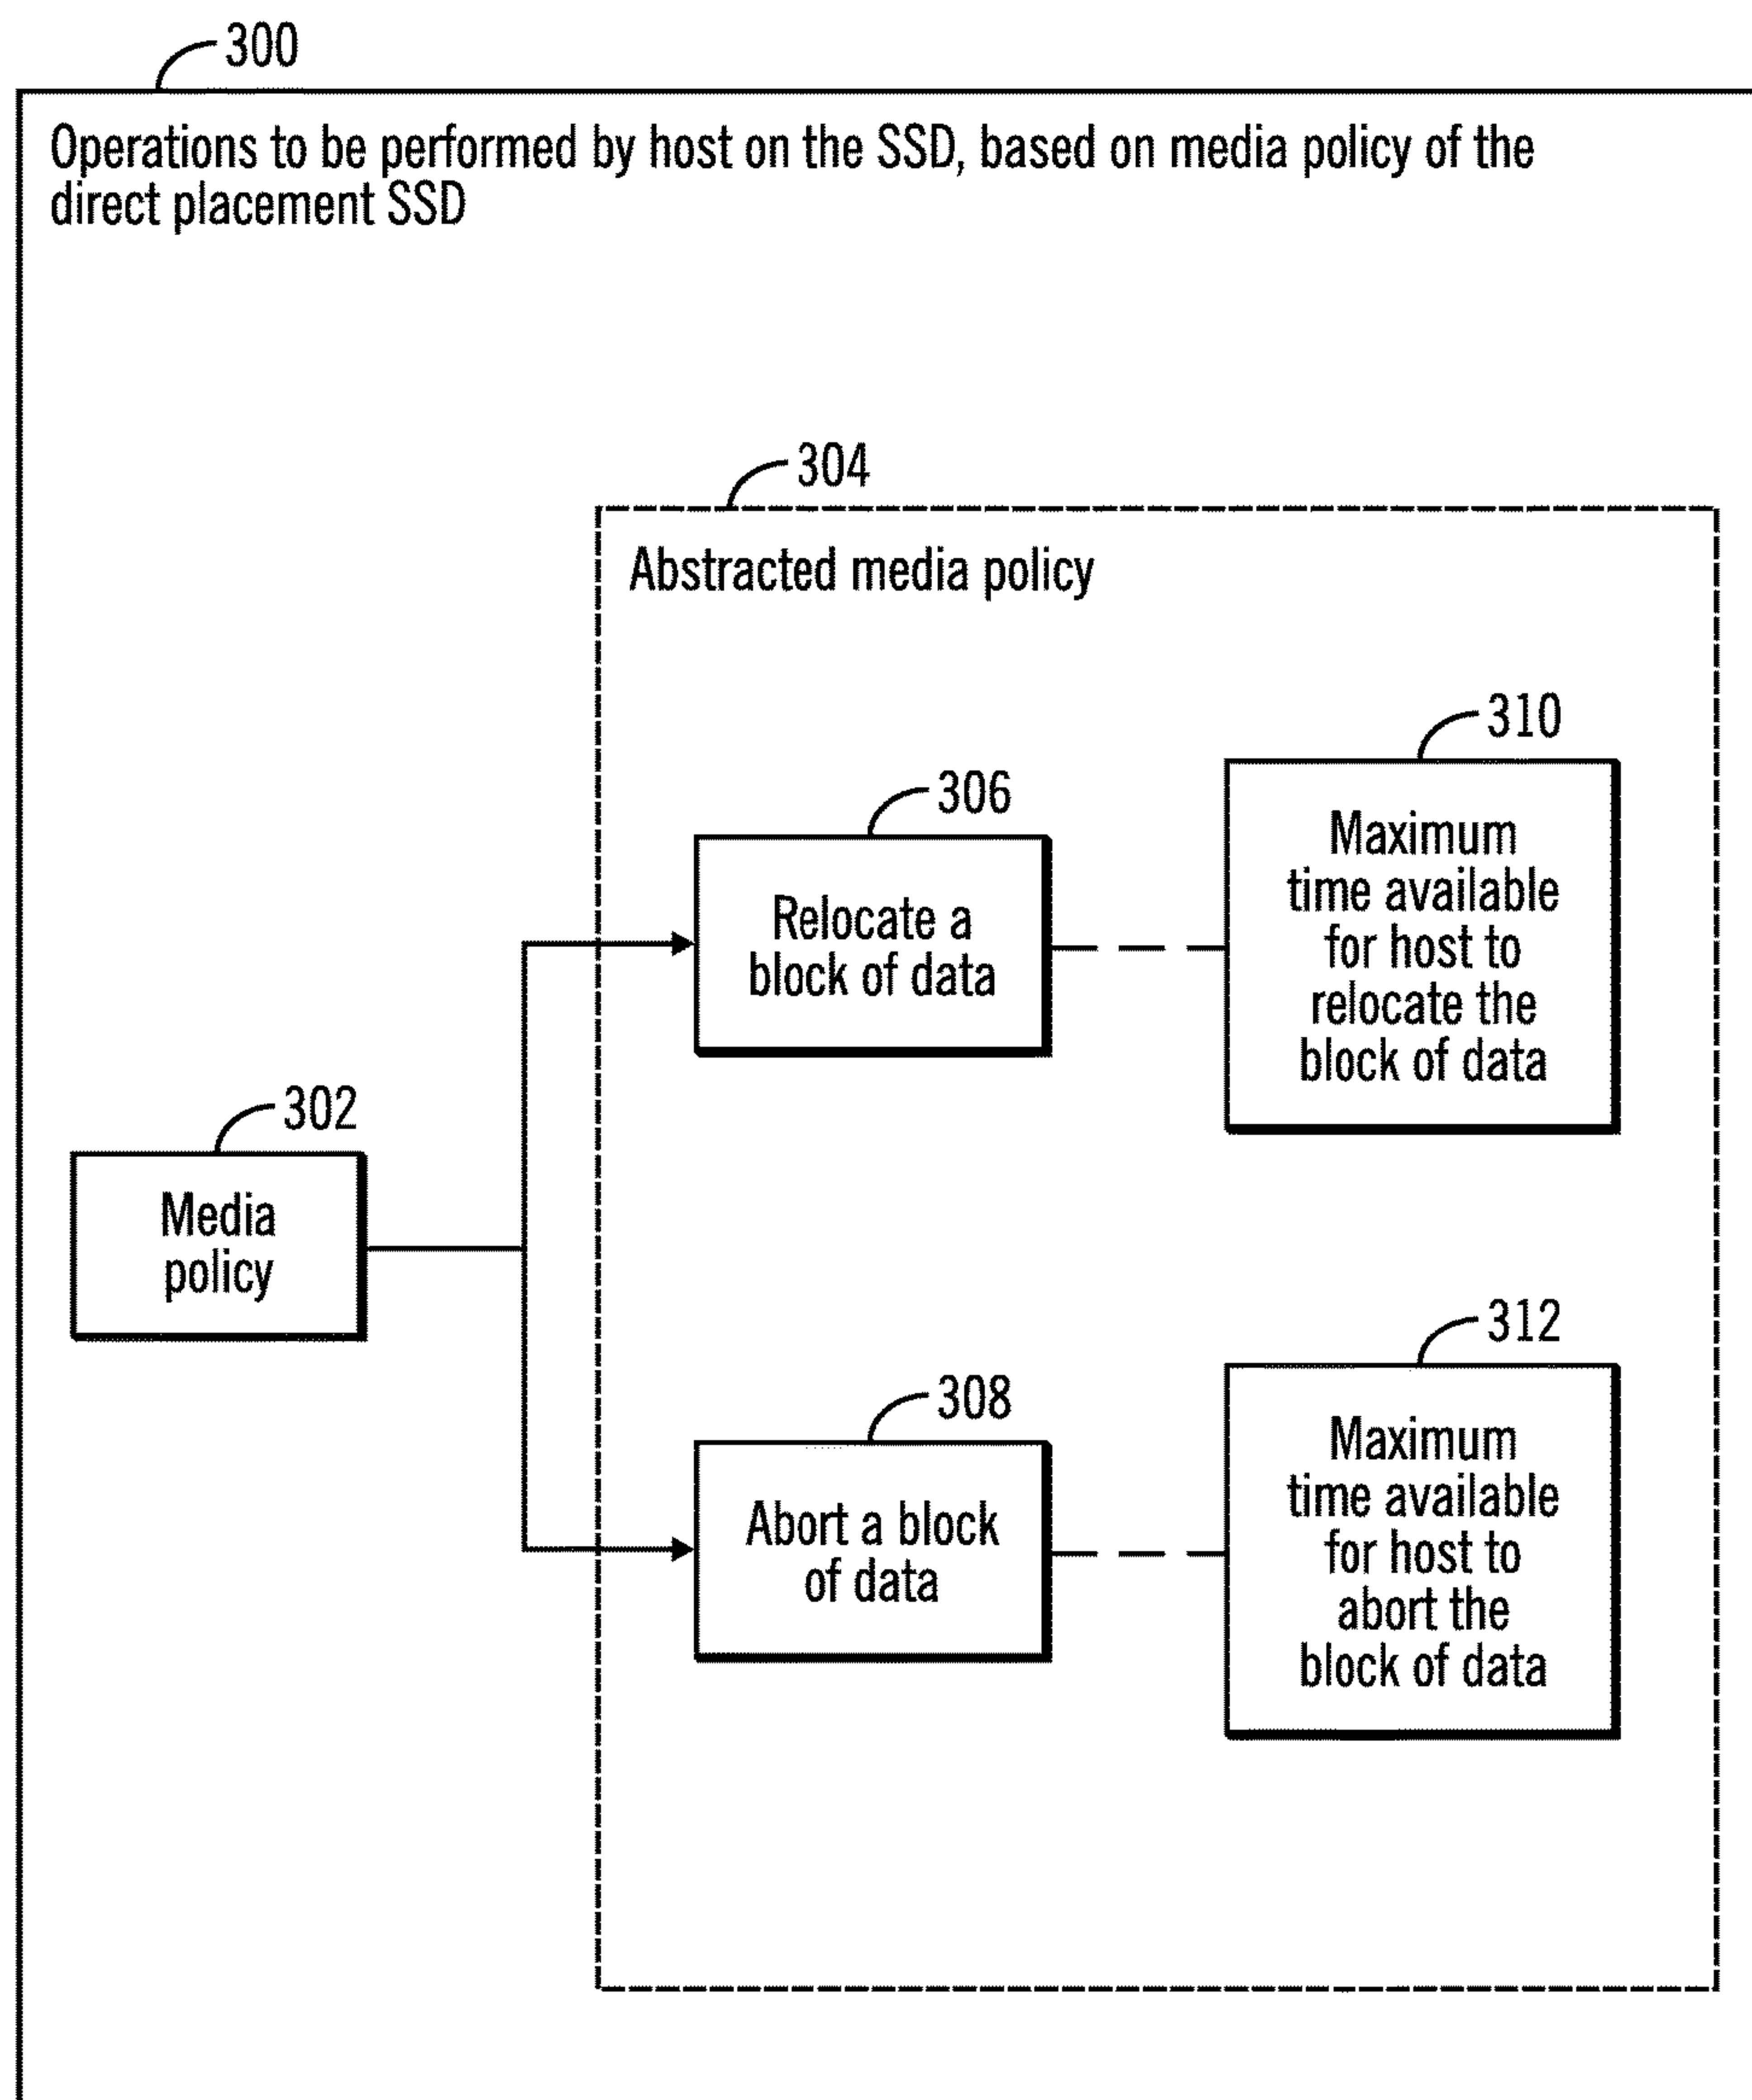 300
Operations to be performed by host on the SSD, based on media policy of the
direct placement SSD
304
Abstracted media policy
310
Maximum
time available
for host to
relocate the
block of data
306
Relocate a
block of data
302
Media
policy
312
Maximum
time available
for host to
abort the
block of data
308
Abort a block
of data